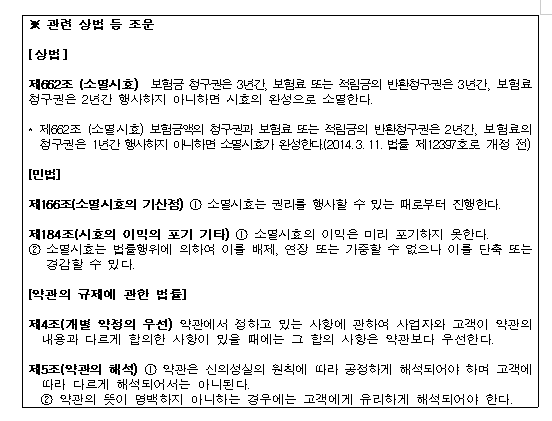 ※ 관련 상법 등 조문
[상법]
제662조 (소멸시효) 보험금 청구권은 3년간, 보험료 또는 적립금의 반환청구권은 3년간, 보험료
청구권은 2년간 행사하지 아니하면 시효의 완성으로 소멸한다.
* 제662조 (소멸시효) 보험금액의 청구권과 보험료 또는 적립금의 반환청구권은 2년간, 보험료의
청구권은 1년간 행사하지 아니하면 소멸시효가 완성한다(2014. 3. 11. 법률 제12397호로 개정 전)
[민법]
제166조(소멸시효의 기산점) ① 소멸시효는 권리를 행사할 수 있는 때로부터 진행한다.
제184조(시효의 이익의 포기 기타) ① 소멸시효의 이익은 미리 포기하지 못한다.
② 소멸시효는 법률행위에 의하여 이를 배제, 연장 또는 가중할 수 없으나 이를 단축 또는
경감할 수 있다.
[약관의 규제에 관한 법률]
제4조(개별 약정의 우선) 약관에서 정하고 있는 사항에 관하여 사업자와 고객이 약관의
내용과 다르게 합의한 사항이 있을 때에는 그 합의 사항은 약관보다 우선한다.
제5조(약관의 해석) ① 약관은 신의성실의 원칙에 따라 공정하게 해석되어야 하며 고객에
따라 다르게 해석되어서는 아니된다.
② 약관의 뜻이 명백하지 아니하는 경우에는 고객에게 유리하게 해석되어야 한다.